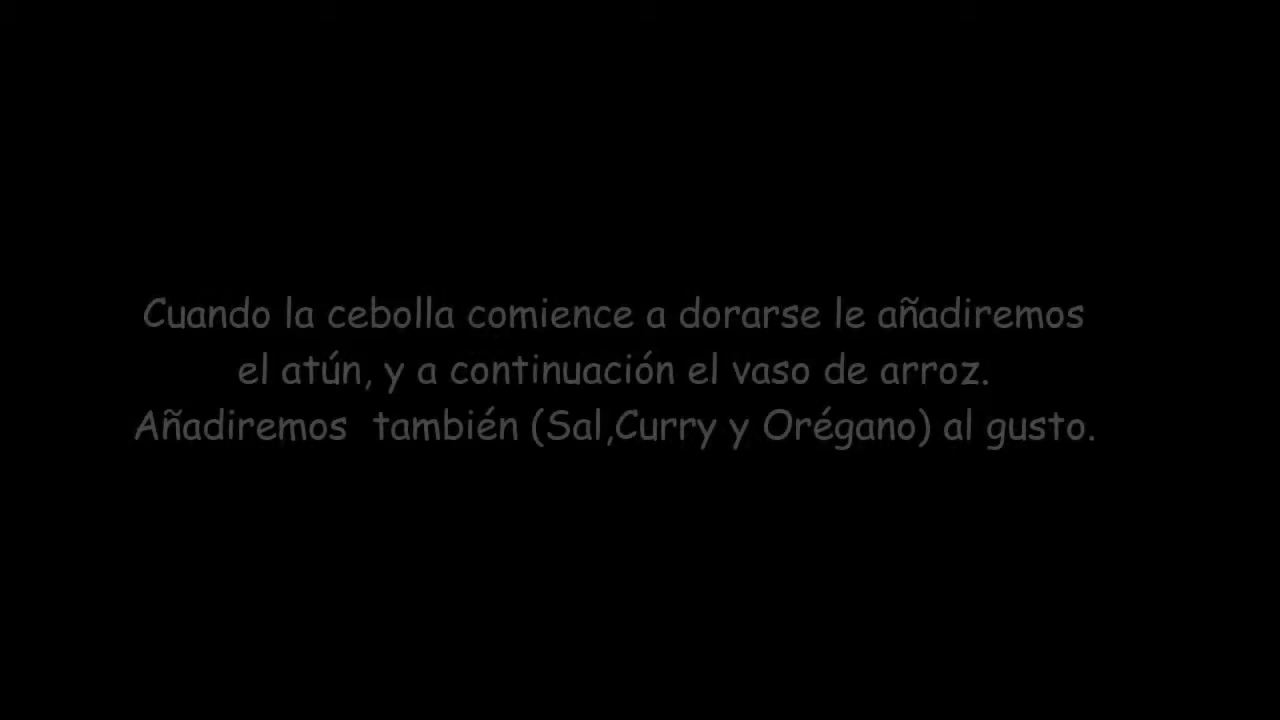 Cuando la cebolla comience a dorarse le añadiremos
el atún, y a continuación el vaso de arroz.
Añadiremos  también (Sal,Curry y Orégano) al gusto.